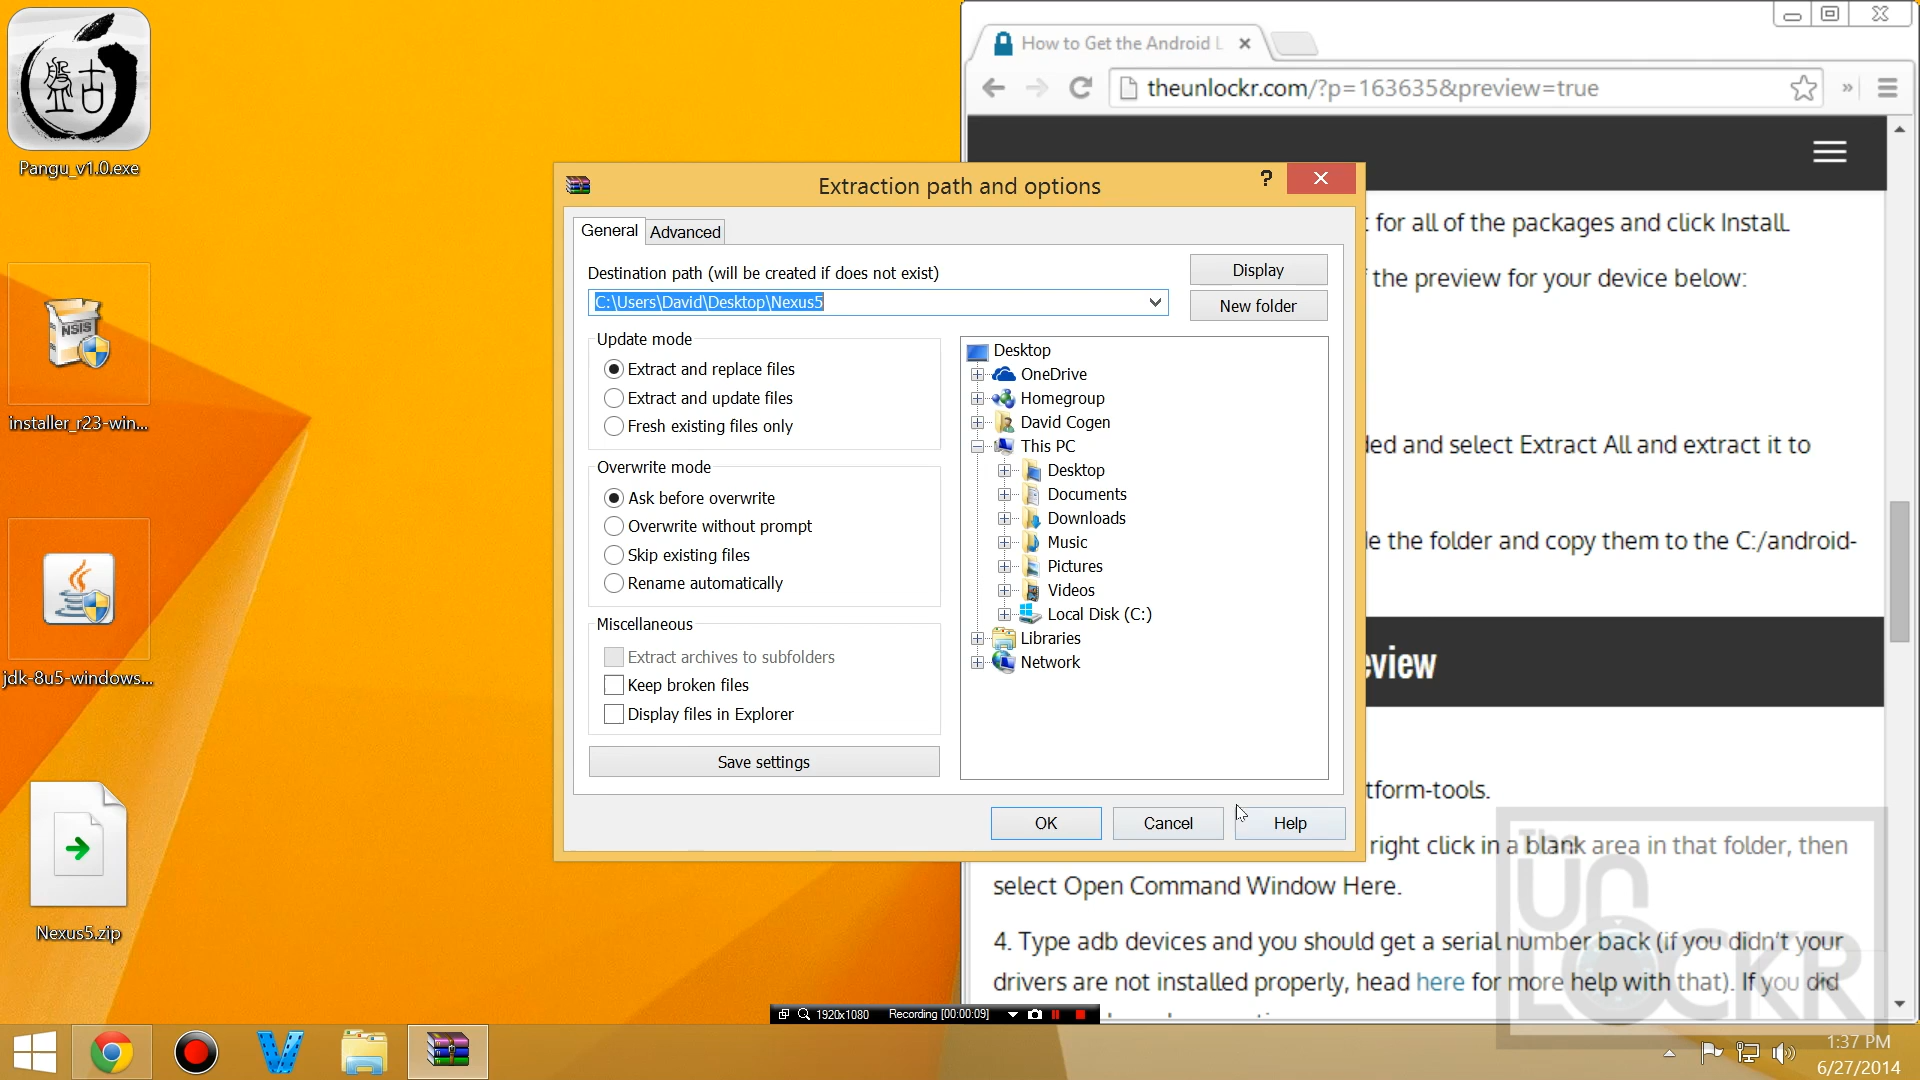 Pangu_v1.0.exe
installer_r23-win...
jdk-8u5-windows...
Nexus5.zip
NSIS
How to Get the Android L
theunlockr.com/?p=163635&preview=true
Extraction path and options
?
General
Advanced
Destination path (will be created if does not exist)
C:\Users\David\Desktop\Nexus5
Display
New folder
Update mode
Extract and replace files
Extract and update files
Fresh existing files only
Overwrite mode
Ask before overwrite
Overwrite without prompt
Skip existing files
Rename automatically
Miscellaneous
Extract archives to subfolders
Keep broken files
Display files in Explorer
Save settings
Desktop
OneDrive
Homegroup
David Cogen
This PC
Desktop
Documents
Downloads
Music
Pictures
Videos
Local Disk (C:)
Libraries
Network
OK
Cancel
Help
for all of the packages and click Install.
the preview for your device below:
and select Extract All and extract it to
the folder and copy them to the C:/android-
tform-tools.
right click in a blank area in that folder, then
select Open Command Window Here.
4. Type adb devices and you should get a serial number back (if you didn't your
drivers are not installed properly, head here for more help with that). If you did
The
UN
LOCKR
1920x1080 Recording [00:00:09]
1:37 PM
6/27/2014